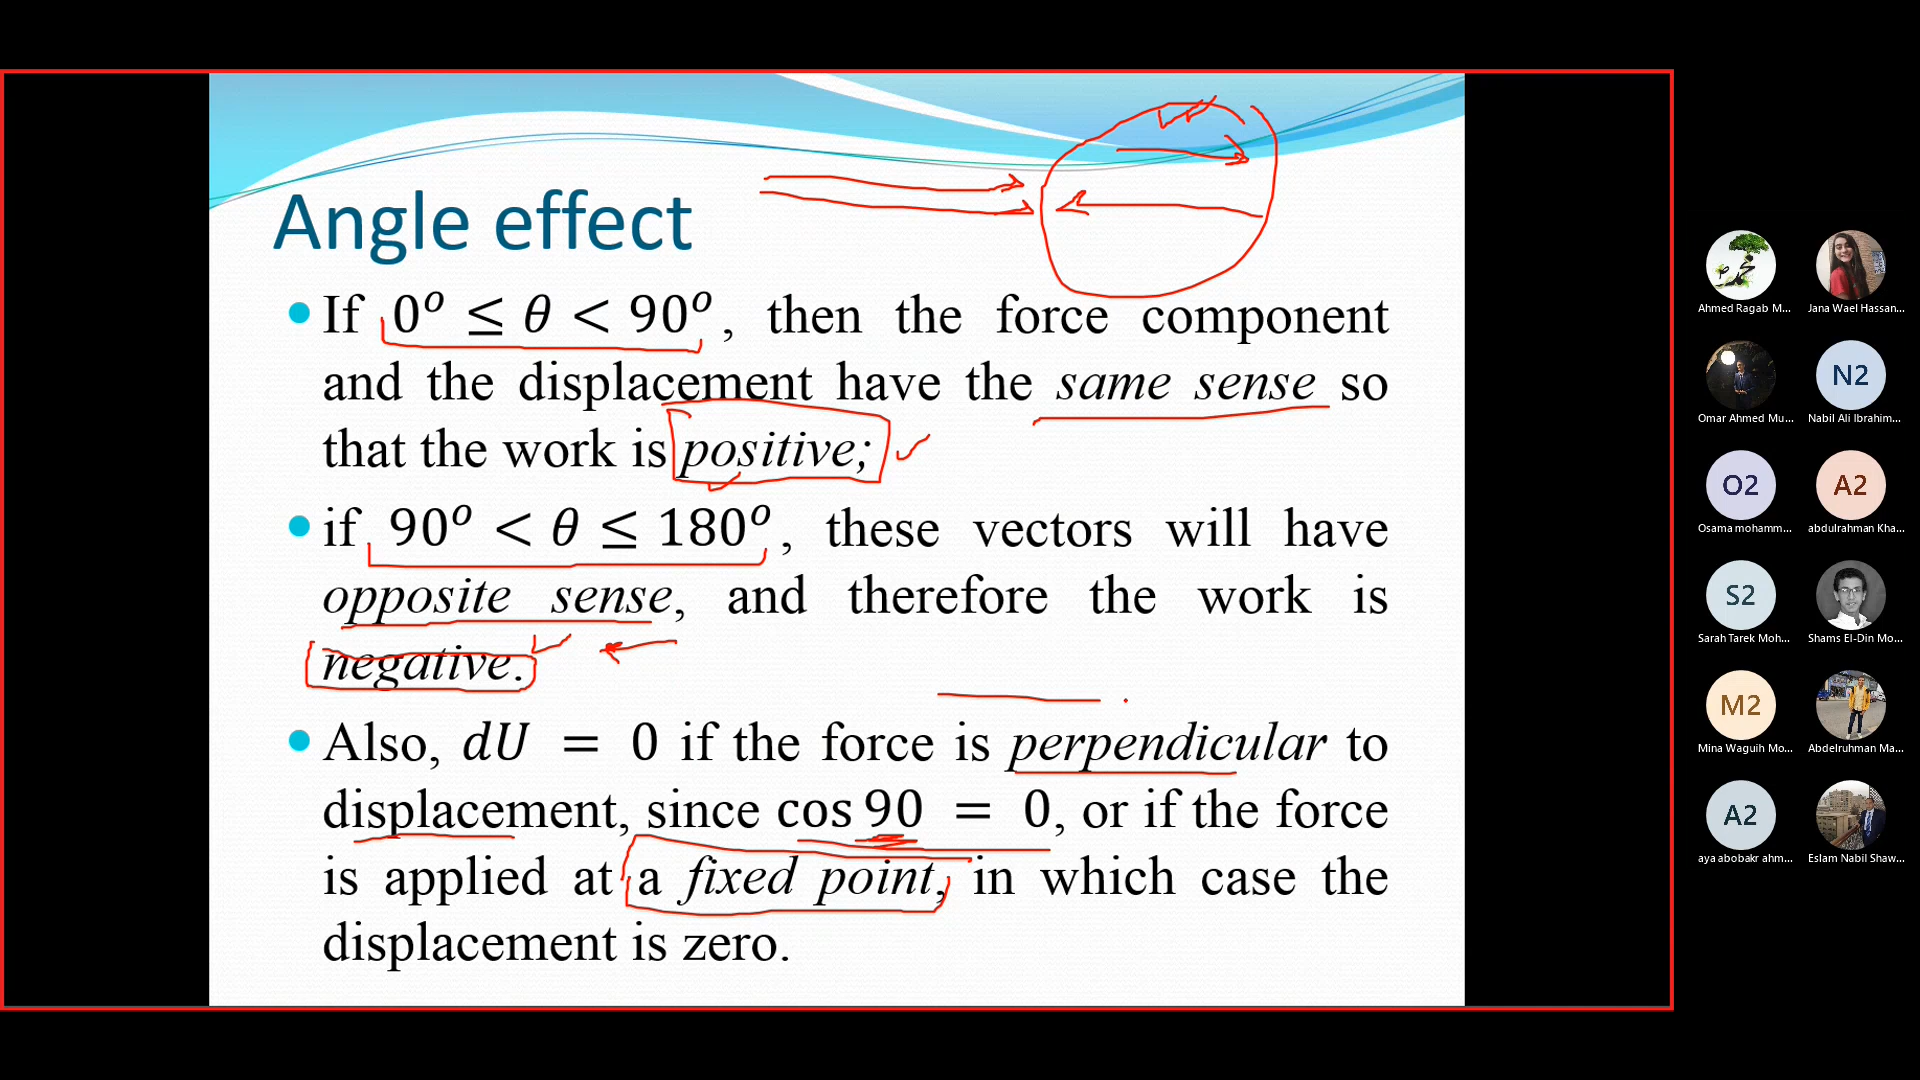 Angle effect
If 0° ≤ θ < 90°, then the force component
and the displacement have the same sense so
that the work is positive;
if 90° < θ ≤ 180°, these vectors will have
opposite sense, and therefore the work is
negative.
Also, dU = 0 if the force is perpendicular to
displacement, since cos 90 = 0, or if the force
is applied at a fixed point, in which case the
displacement is zero.
Ahmed Ragab M...
Jana Wael Hassan...
N2
Omar Ahmed Mu...
Nabil Ali Ibrahim...
O2
A2
Osama mohamm...
abdulrahman Kha...
S2
Sarah Tarek Moh...
Shams El-Din Mo...
M2
Mina Waguih Mo...
Abdelruhman Ma...
A2
aya abobakr ahm...
Eslam Nabil Shaw...